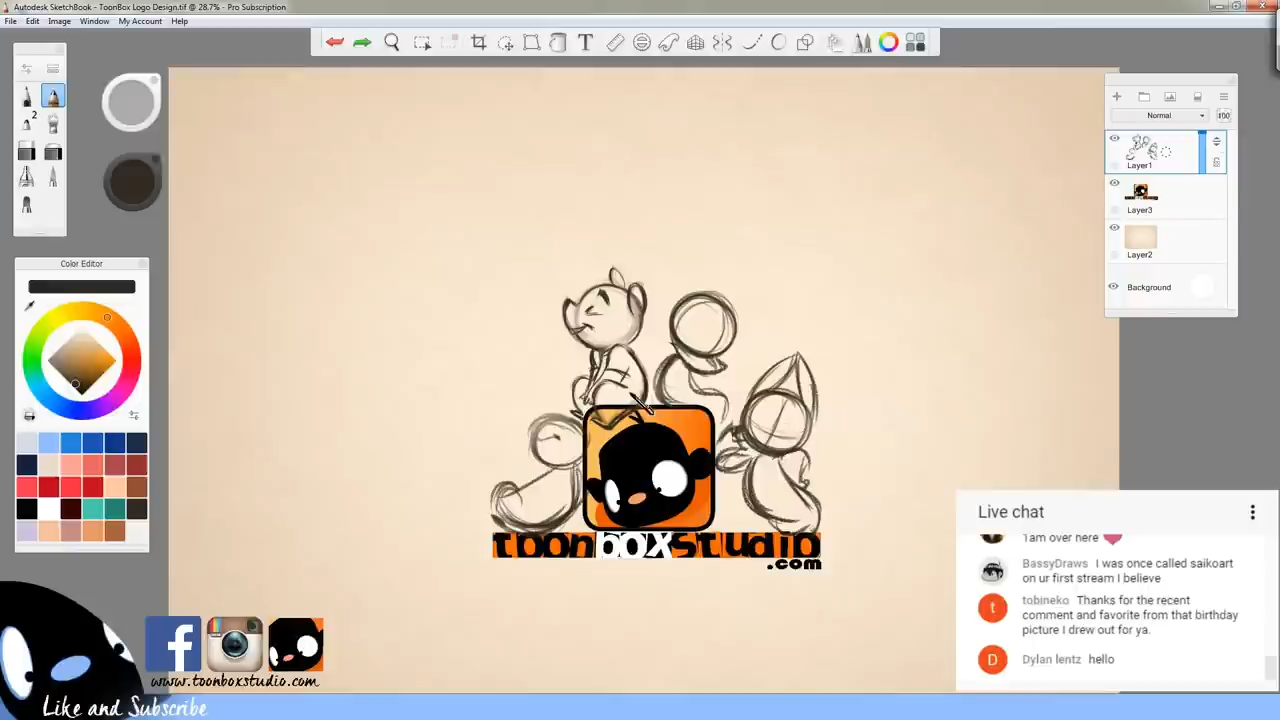 Autodesk SketchBook - ToonBox Logo Design.tif @ 28.7% - Pro Subscription
File Edit Image Window My Account Help
T
2
Normal
100
Layer1
Layer3
Layer2
Background
Color Editor
toonboxstudio
.com
Live chat
1am over here
BassyDraws I was once called saikoart
on ur first stream I believe
tobineko Thanks for the recent
comment and favorite from that birthday
picture I drew out for ya.
t
D
Dylan lentz hello
f
www.toonboxstudio.com
Like and Subscribe